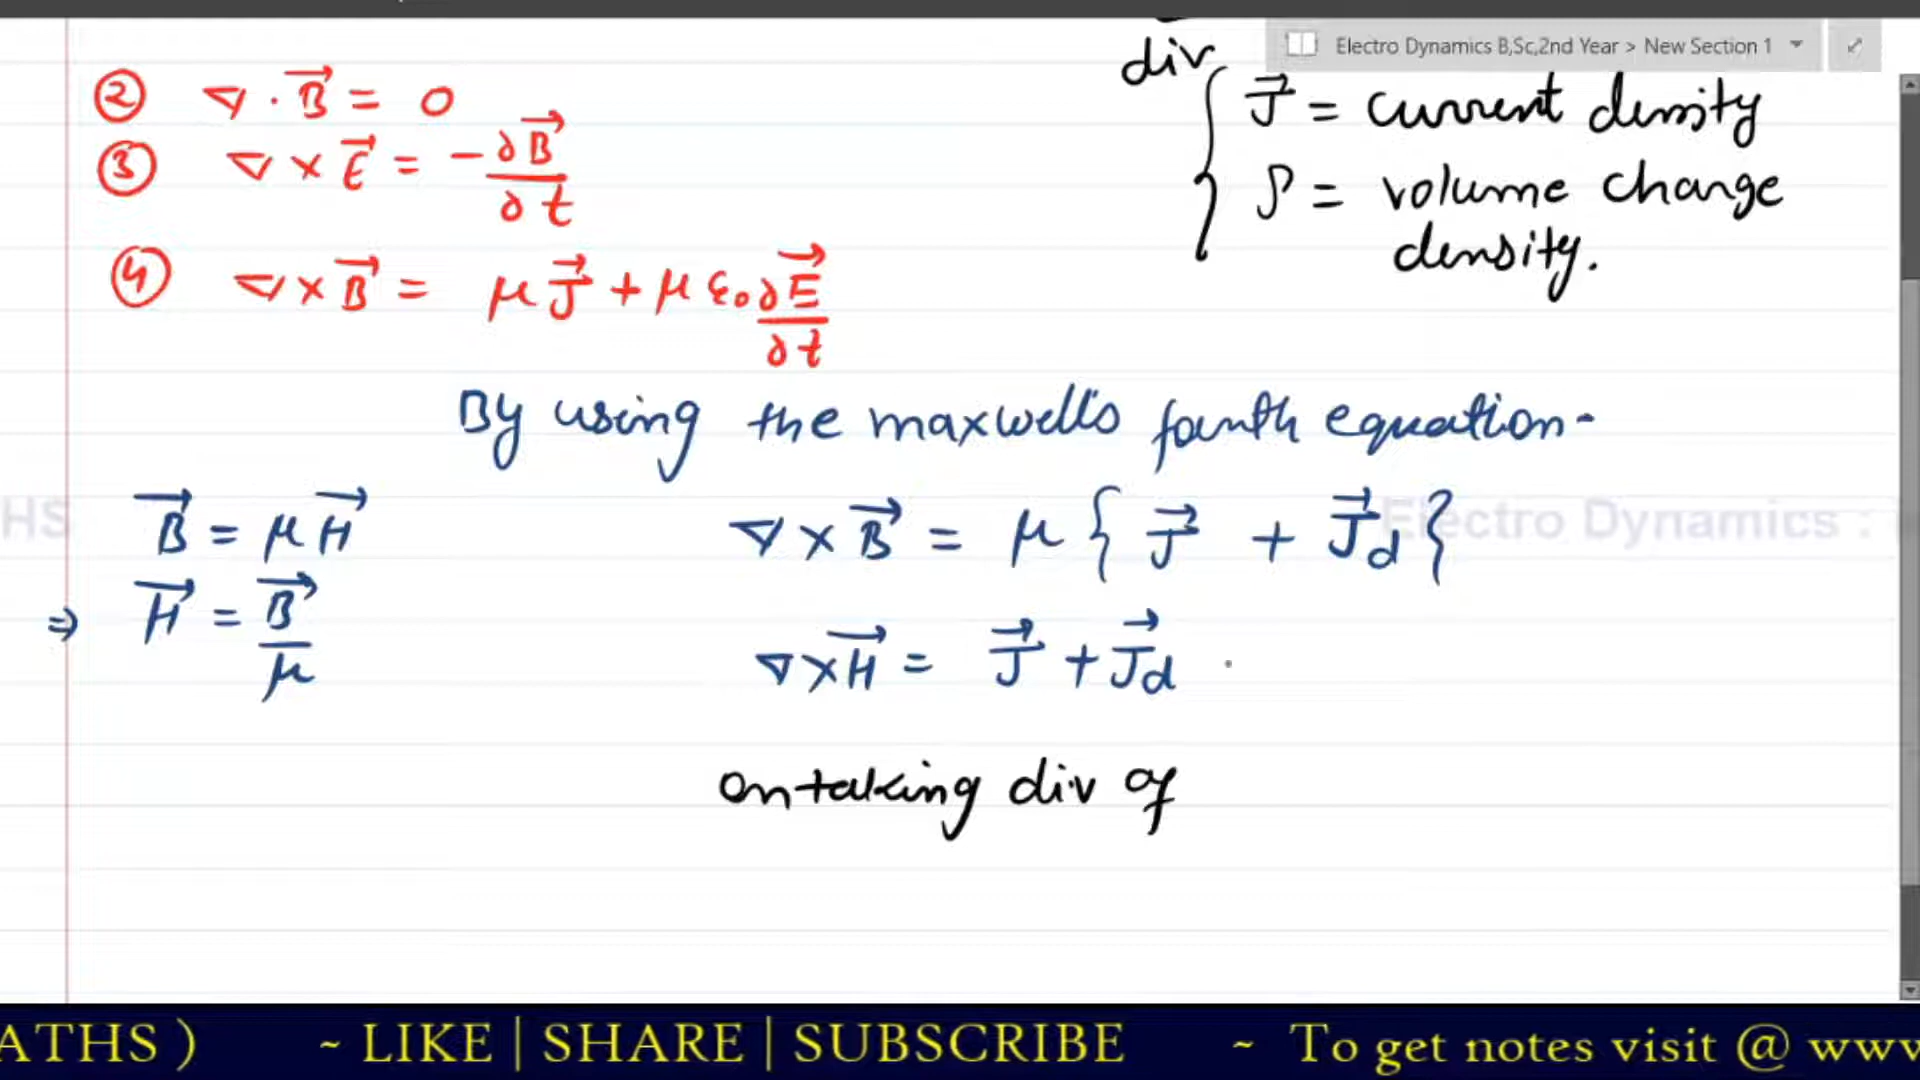 Electro Dynamics B,Sc,2nd Year > New Section 1
div
② ∇ · B⃗ = 0
J⃗ = current density
③ ∇ × E⃗ = - ∂B⃗/∂t
ρ = volume change
density.
④ ∇ × B⃗ = μJ⃗ + μ ε₀ ∂E⃗/∂t
By using the maxwell's fourth equation-
HS
Electro Dynamics :
B⃗ = μH⃗
∇ × B⃗ = μ { J⃗ + J⃗d }
⇒ H⃗ = B⃗/μ
∇ × H⃗ = J⃗ + J⃗d
on taking div of
ATHS ) ~ LIKE | SHARE | SUBSCRIBE ~ To get notes visit @ www